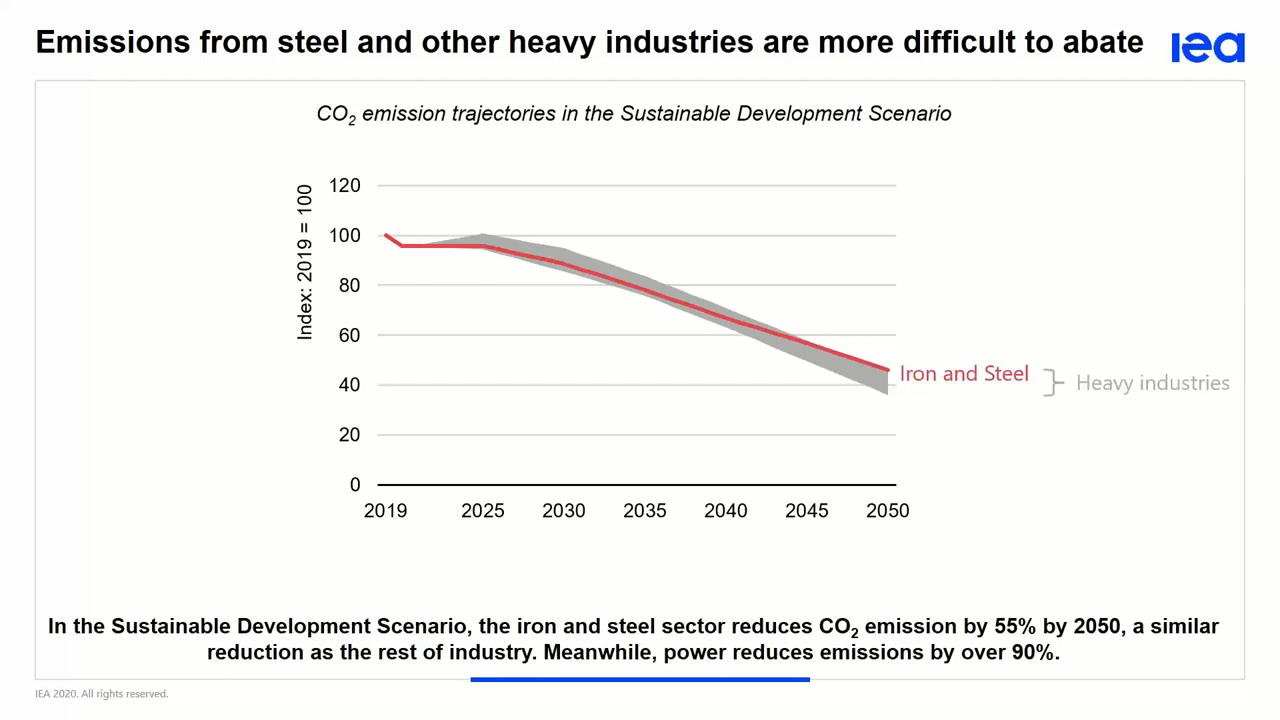 Emissions from steel and other heavy industries are more difficult to abate
iea
CO₂ emission trajectories in the Sustainable Development Scenario
Index: 2019 = 100
120
100
80
60
40
20
0
2019 2025 2030 2035 2040 2045 2050
Iron and Steel
Heavy industries
In the Sustainable Development Scenario, the iron and steel sector reduces CO₂ emission by 55% by 2050, a similar
reduction as the rest of industry. Meanwhile, power reduces emissions by over 90%.
IEA 2020. All rights reserved.